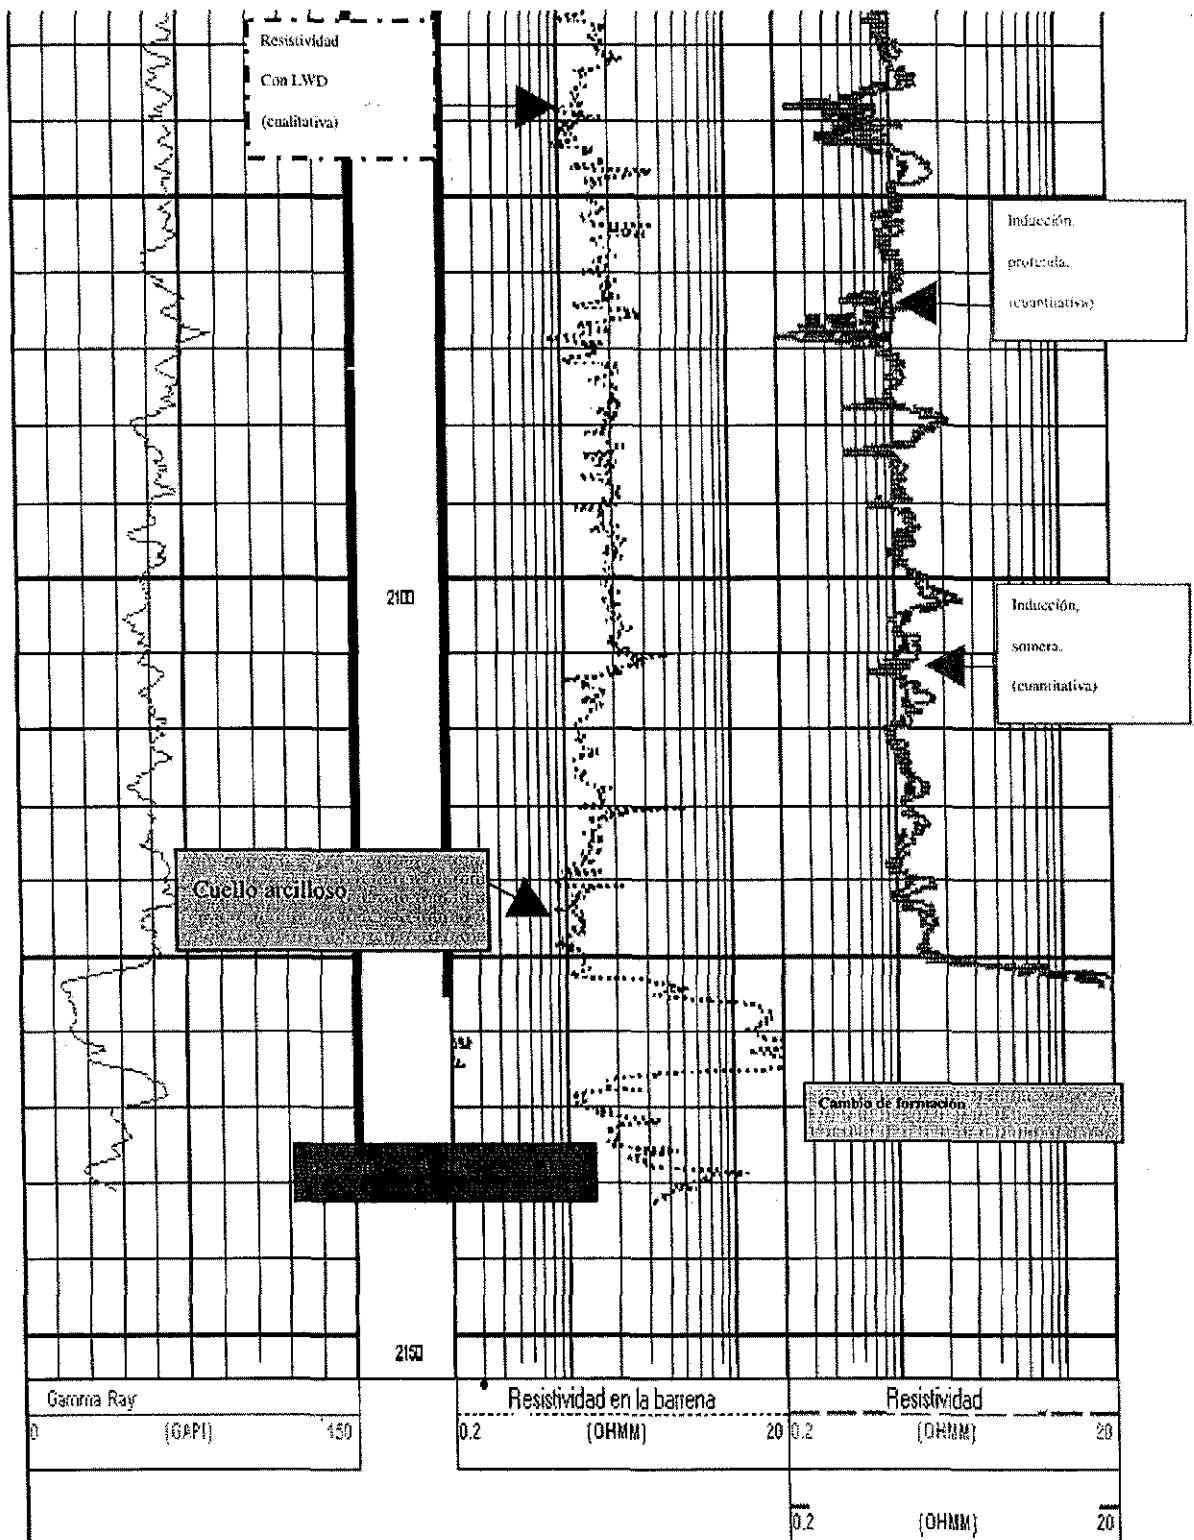 Resistividad
Con LWD
(cualitativa)
Inducción.
profunda.
(cuantitativa)
2100
Inducción,
somera.
(cuantitativa)
Cuello arcilloso
Cambio de formación
2150
Gamma Ray
0 (GAPI) 150
Resistividad en la barrena
0.2 (OHMM) 20
Resistividad
0.2 (OHMM) 20
0.2 (OHMM) 20